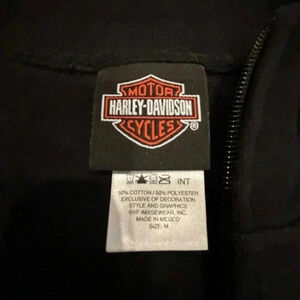 MOTOR
HARLEY-DAVIDSON
CYCLES
®
INT
50% COTTON / 50% POLYESTER
EXCLUSIVE OF DECORATION
STYLE AND GRAPHICS
©VF IMAGEWEAR, INC.
MADE IN MEXICO
SIZE: M